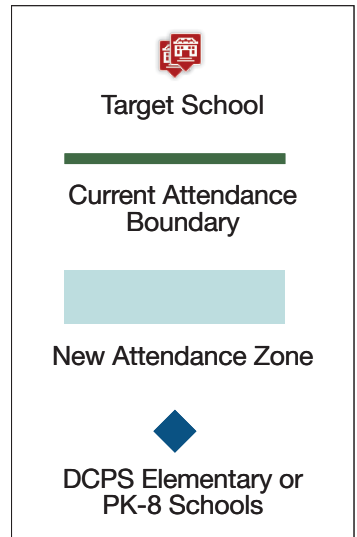 Target School
Current Attendance
Boundary
New Attendance Zone
DCPS Elementary or
PK-8 Schools